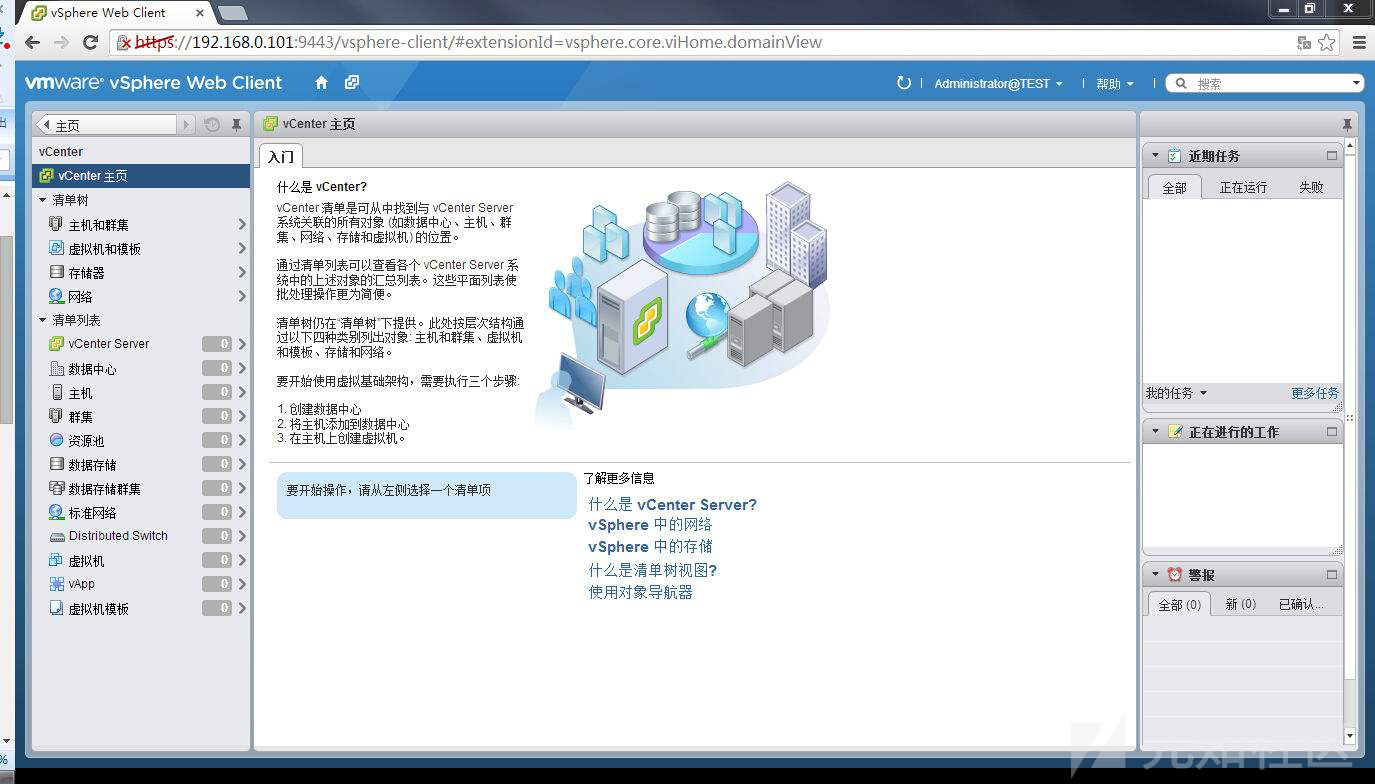 vSphere Web Client
https://192.168.0.101:9443/vsphere-client/#extensionId=vsphere.core.viHome.domainView
vmware® vSphere Web Client
Administrator@TEST
帮助
搜索
主页
vCenter
vCenter 主页
清单树
主机和群集
虚拟机和模板
存储器
网络
清单列表
vCenter Server 0
数据中心 0
主机 0
群集 0
资源池 0
数据存储 0
数据存储群集 0
标准网络 0
Distributed Switch 0
虚拟机 0
vApp 0
虚拟机模板 0
vCenter 主页
入门
什么是 vCenter?
vCenter 清单是可从中找到与 vCenter Server
系统关联的所有对象 (如数据中心、主机、群
集、网络、存储和虚拟机) 的位置。
通过清单列表可以查看各个 vCenter Server 系
统中的上述对象的汇总列表。这些平面列表使
批处理操作更为简便。
清单树仍在“清单树”下提供。此处按层次结构通
过以下四种类别列出对象: 主机和群集、虚拟机
和模板、存储和网络。
要开始使用虚拟基础架构，需要执行三个步骤:
1. 创建数据中心
2. 将主机添加到数据中心
3. 在主机上创建虚拟机。
要开始操作，请从左侧选择一个清单项
了解更多信息
什么是 vCenter Server?
vSphere 中的网络
vSphere 中的存储
什么是清单树视图?
使用对象导航器
近期任务
全部 正在运行 失败
我的任务 更多任务
正在进行的工作
警报
全部 (0) 新 (0) 已确认...
先知社区
%